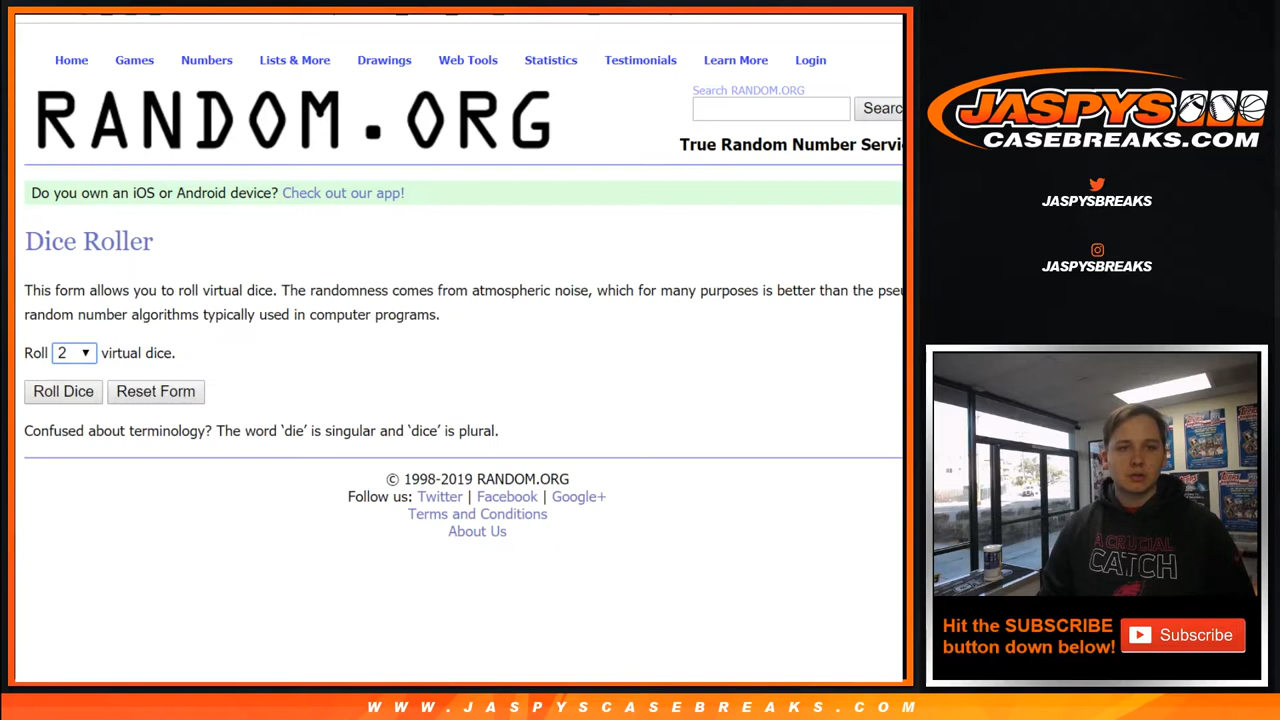 Home Games Numbers Lists & More Drawings Web Tools Statistics Testimonials Learn More Login
RANDOM.ORG
Search RANDOM.ORG
Searc
True Random Number Servi
Do you own an iOS or Android device? Check out our app!
Dice Roller
This form allows you to roll virtual dice. The randomness comes from atmospheric noise, which for many purposes is better than the pseu
random number algorithms typically used in computer programs.
Roll 2 virtual dice.
Roll Dice Reset Form
Confused about terminology? The word ‘die’ is singular and ‘dice’ is plural.
© 1998-2019 RANDOM.ORG
Follow us: Twitter | Facebook | Google+
Terms and Conditions
About Us
JASPYS
CASEBREAKS.COM
JASPYSBREAKS
JASPYSBREAKS
A CRUCIAL
CATCH
Hit the SUBSCRIBE
button down below!
Subscribe
WWW.JASPYSCASEBREAKS.COM